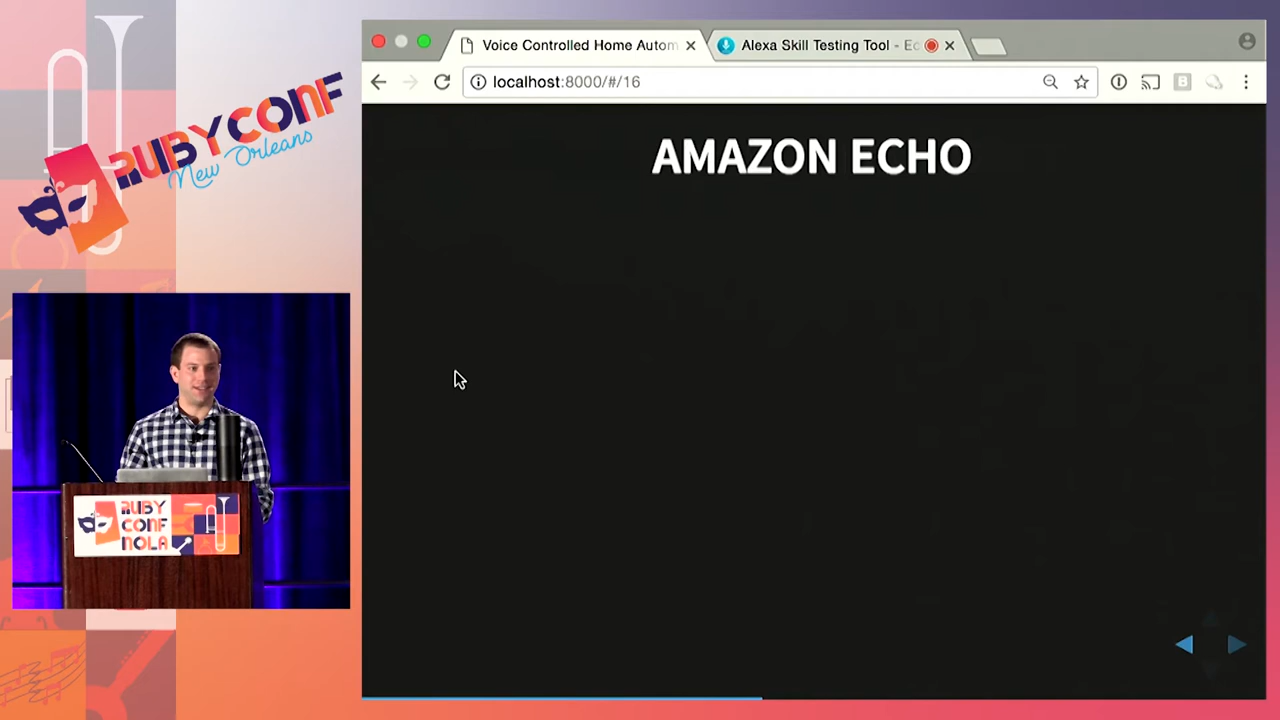 RUBYCONF
New Orleans
Voice Controlled Home Autom
Alexa Skill Testing Tool - Ec
localhost:8000/#/16
AMAZON ECHO
RUBY
CONF
NOLA